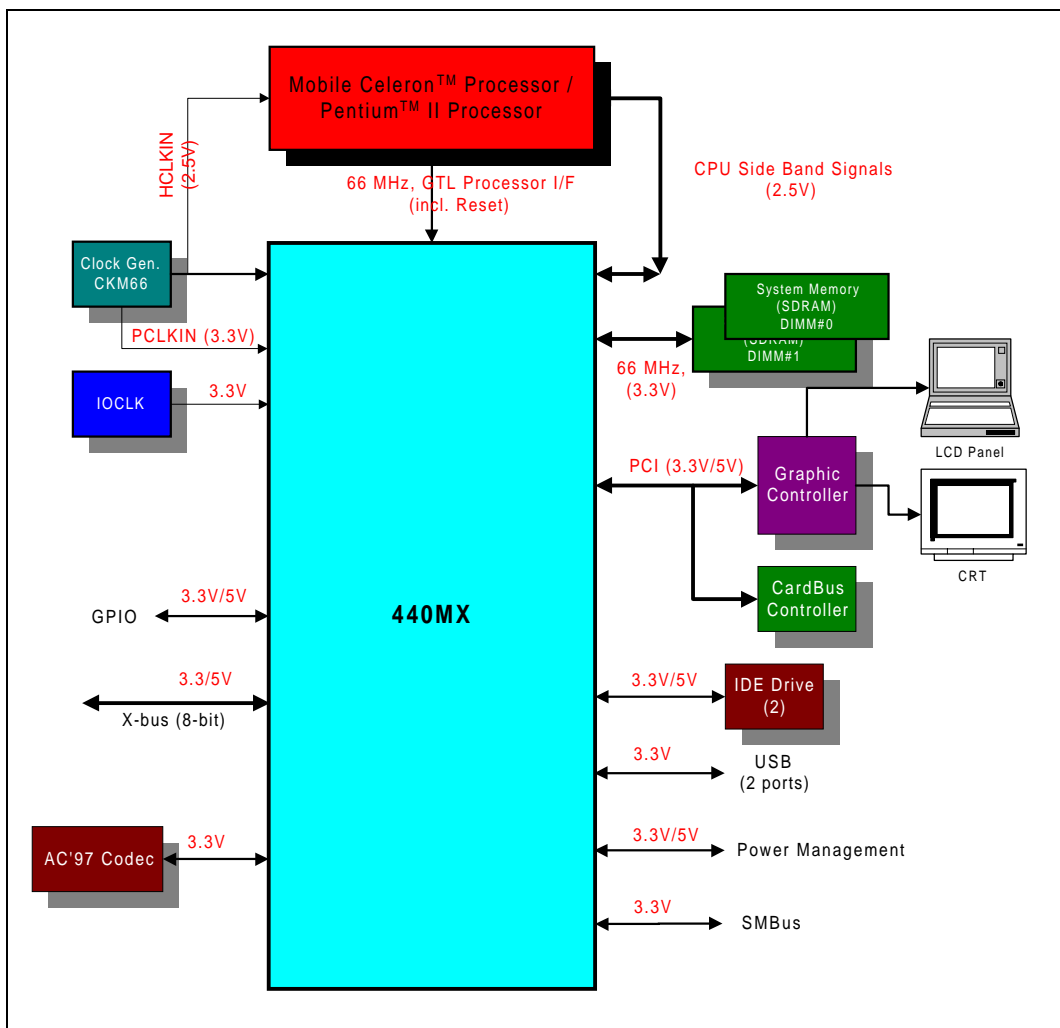 Mobile Celeron™ Processor /
Pentium™ II Processor
HCLKIN
(2.5V)
66 MHz, GTL Processor I/F
(incl. Reset)
CPU Side Band Signals
(2.5V)
Clock Gen.
CKM66
PCLKIN (3.3V)
System Memory
(SDRAM)
DIMM#0
(SDRAM)
DIMM#1
66 MHz,
(3.3V)
IOCLK
3.3V
LCD Panel
PCI (3.3V/5V)
Graphic
Controller
CRT
CardBus
Controller
440MX
GPIO
3.3V/5V
3.3/5V
X-bus (8-bit)
3.3V/5V
IDE Drive
(2)
3.3V
USB
(2 ports)
AC'97 Codec
3.3V
3.3V/5V
Power Management
3.3V
SMBus